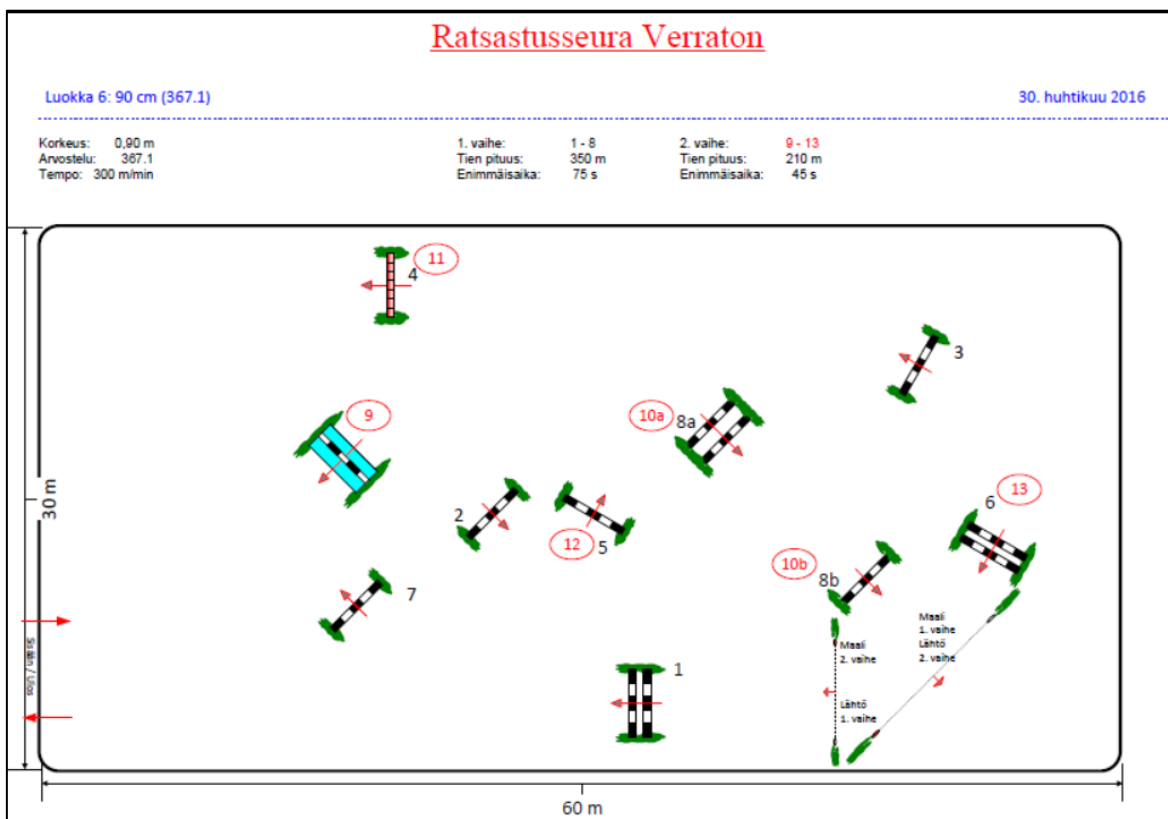 Ratsastusseura Verraton
Luokka 6: 90 cm (367.1)
30. huhtikuu 2016
Korkeus: 0,90 m
Arvostelu: 367.1
Tempo: 300 m/min
1. vaihe: 1 - 8
Tien pituus: 350 m
Enimmäisaika: 75 s
2. vaihe: 9 - 13
Tien pituus: 210 m
Enimmäisaika: 45 s
11
4
3
9
10a
8a
2
12
5
6
13
10b
8b
7
1
Maali
1. vaihe
Lähtö
2. vaihe
Maali
2. vaihe
Lähtö
1. vaihe
30 m
Sisään / Ulos
60 m